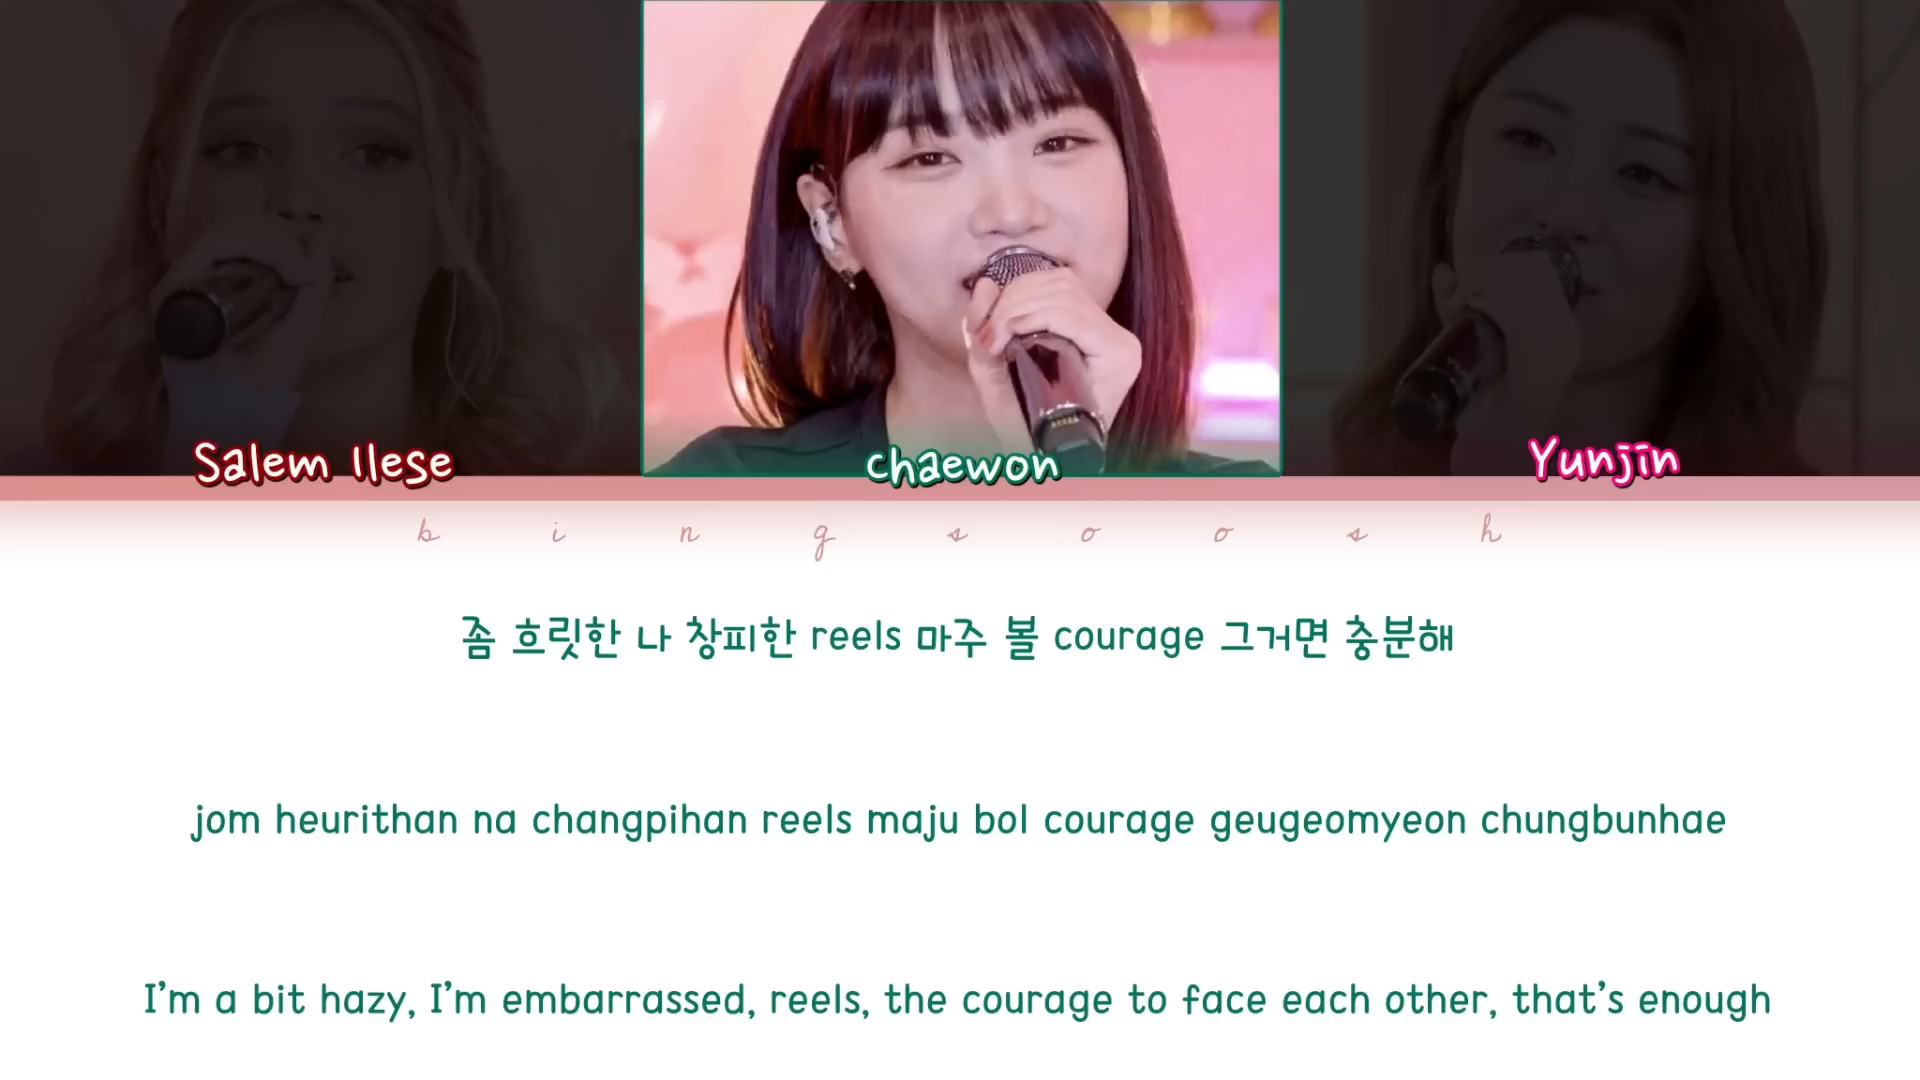 Salem Ilese chaewon Yunjin
b i n g s o o s h
좀 흐릿한 나 창피한 reels 마주 볼 courage 그거면 충분해
jom heurithan na changpihan reels maju bol courage geugeomyeon chungbunhae
I'm a bit hazy, I'm embarrassed, reels, the courage to face each other, that's enough